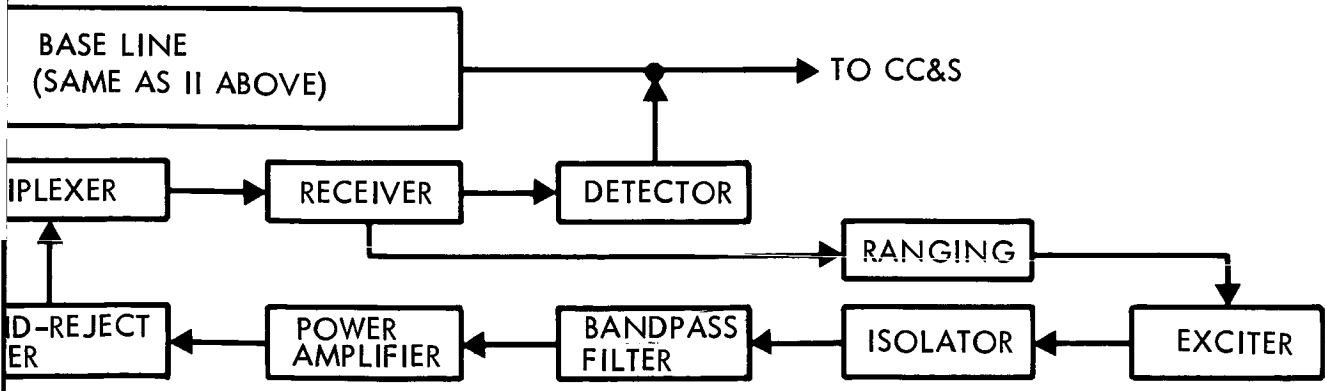 BASE LINE
(SAME AS II ABOVE)
TO CC&S
IPLEXER
RECEIVER
DETECTOR
RANGING
ID-REJECT
ER
POWER
AMPLIFIER
BANDPASS
FILTER
ISOLATOR
EXCITER